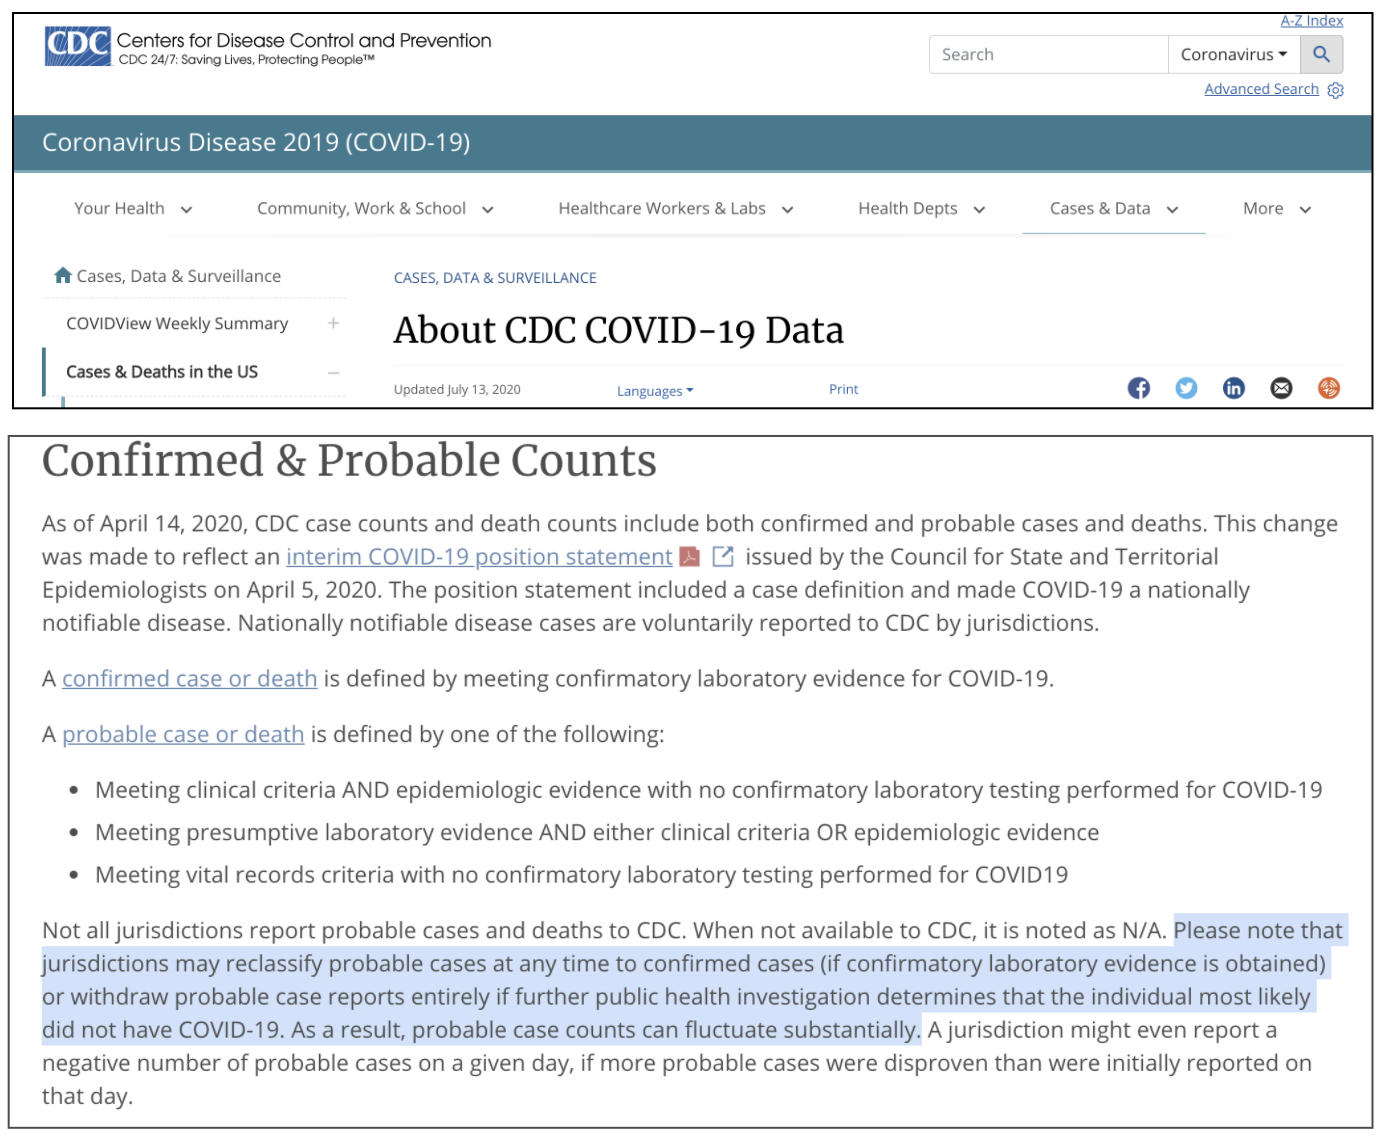 A-Z Index
CDC Centers for Disease Control and Prevention
CDC 24/7: Saving Lives, Protecting People™
Search
Coronavirus
Advanced Search
Coronavirus Disease 2019 (COVID-19)
Your Health Community, Work & School Healthcare Workers & Labs Health Depts Cases & Data More
Cases, Data & Surveillance
COVIDView Weekly Summary +
Cases & Deaths in the US –
CASES, DATA & SURVEILLANCE
About CDC COVID-19 Data
Updated July 13, 2020 Languages Print
Confirmed & Probable Counts
As of April 14, 2020, CDC case counts and death counts include both confirmed and probable cases and deaths. This change
was made to reflect an interim COVID-19 position statement issued by the Council for State and Territorial
Epidemiologists on April 5, 2020. The position statement included a case definition and made COVID-19 a nationally
notifiable disease. Nationally notifiable disease cases are voluntarily reported to CDC by jurisdictions.
A confirmed case or death is defined by meeting confirmatory laboratory evidence for COVID-19.
A probable case or death is defined by one of the following:
• Meeting clinical criteria AND epidemiologic evidence with no confirmatory laboratory testing performed for COVID-19
• Meeting presumptive laboratory evidence AND either clinical criteria OR epidemiologic evidence
• Meeting vital records criteria with no confirmatory laboratory testing performed for COVID19
Not all jurisdictions report probable cases and deaths to CDC. When not available to CDC, it is noted as N/A. Please note that
jurisdictions may reclassify probable cases at any time to confirmed cases (if confirmatory laboratory evidence is obtained)
or withdraw probable case reports entirely if further public health investigation determines that the individual most likely
did not have COVID-19. As a result, probable case counts can fluctuate substantially. A jurisdiction might even report a
negative number of probable cases on a given day, if more probable cases were disproven than were initially reported on
that day.